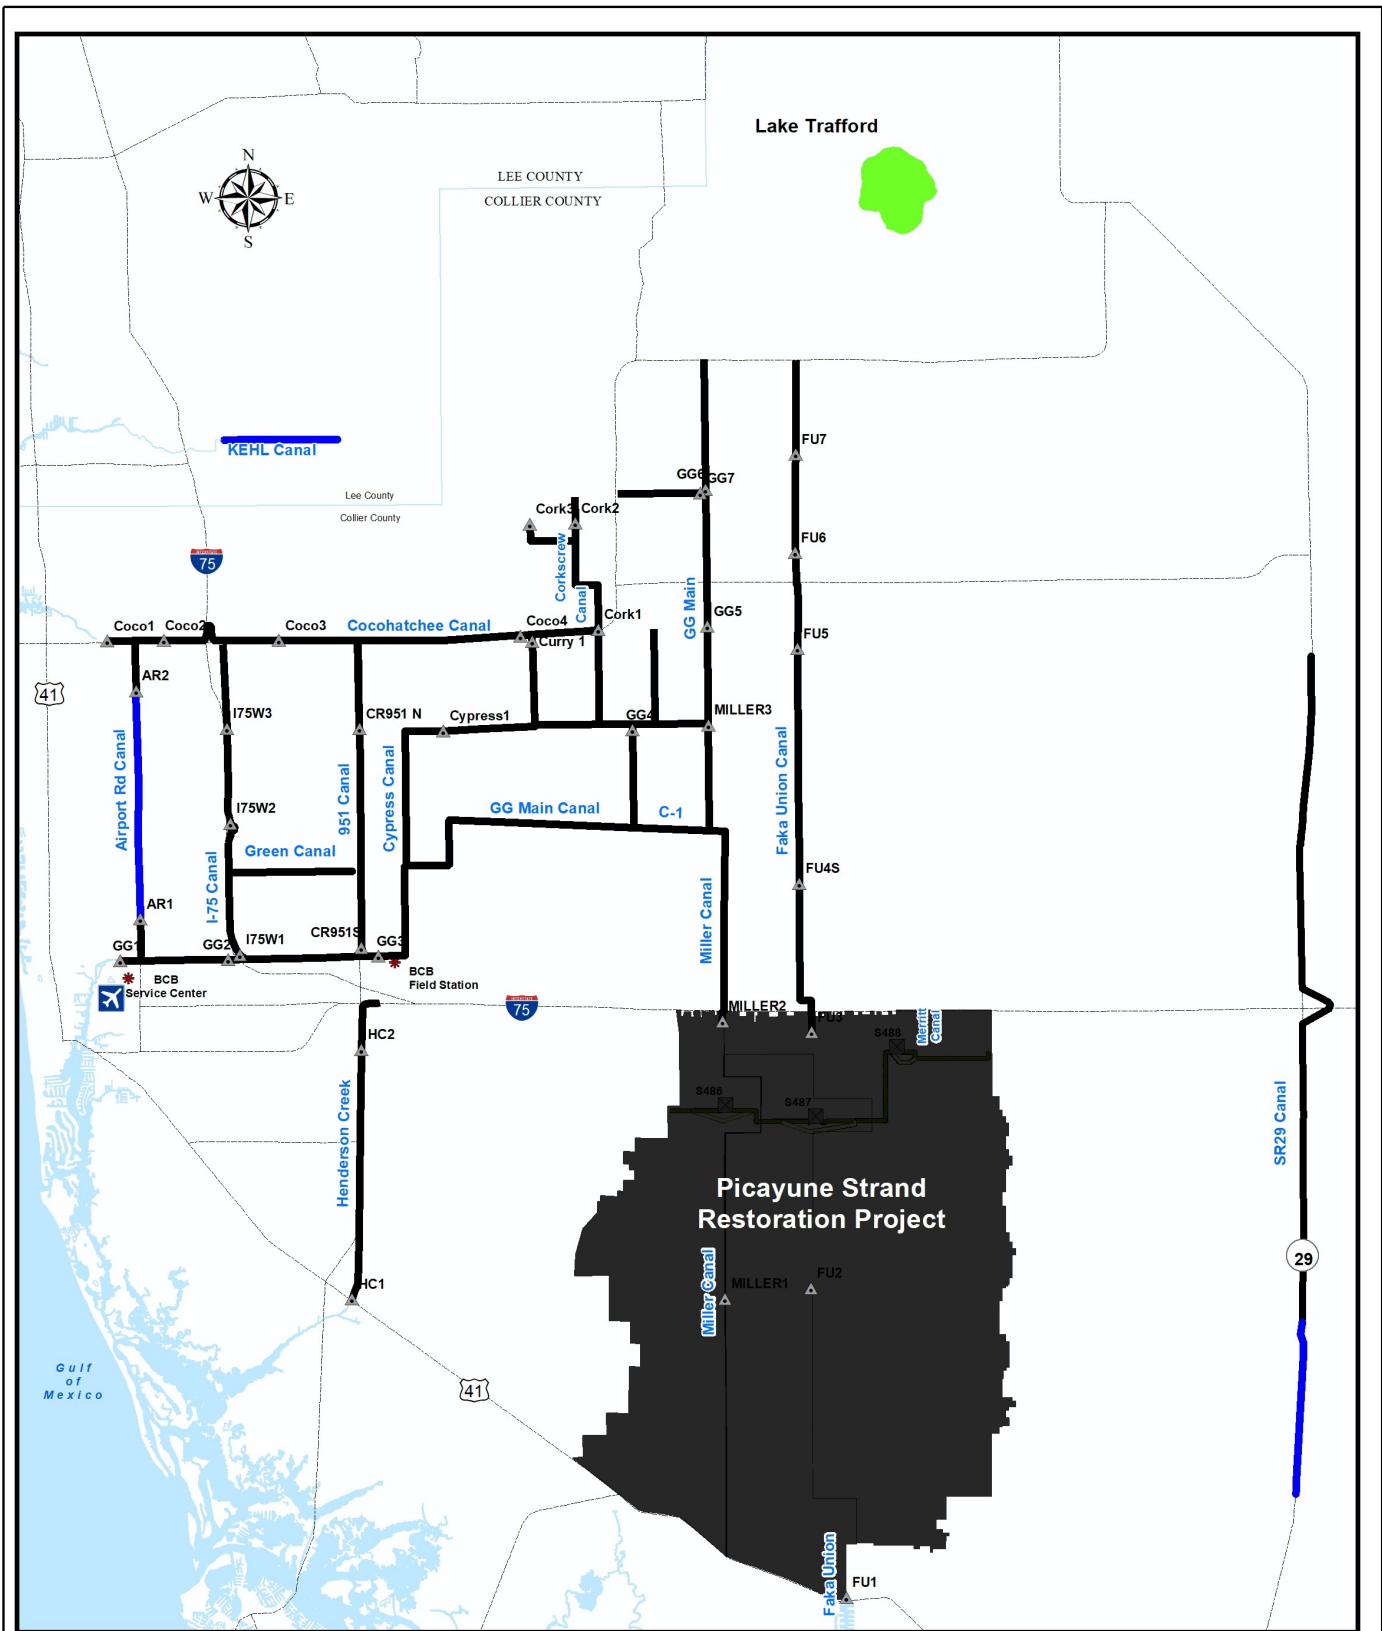 Lake Trafford
N
W
E
S
LEE COUNTY
COLLIER COUNTY
FU7
KEHL Canal
GG6
GG7
Lee County
Collier County
Cork3
Cork2
FU6
75
Corkscrew
Canal
GG Main
Coco1
Coco2
Coco3
Cocohatchee Canal
Coco4
Cork1
GG5
Curry 1
FU5
41
AR2
I75W3
CR951 N
Cypress1
GG4
MILLER3
Airport Rd Canal
951 Canal
Cypress Canal
Faka Union Canal
I75W2
GG Main Canal
C-1
Green Canal
FU4S
I-75 Canal
AR1
Miller Canal
GG1
GG2
I75W1
CR951S
GG3
BCB
Service Center
BCB
Field Station
75
MILLER2
FU3
Merritt
Canal
HC2
S488
S486
S487
Henderson Creek
SR29 Canal
Picayune Strand
Restoration Project
29
Miller Canal
MILLER1
FU2
HC1
Gulf
of
Mexico
41
Faka Union
FU1